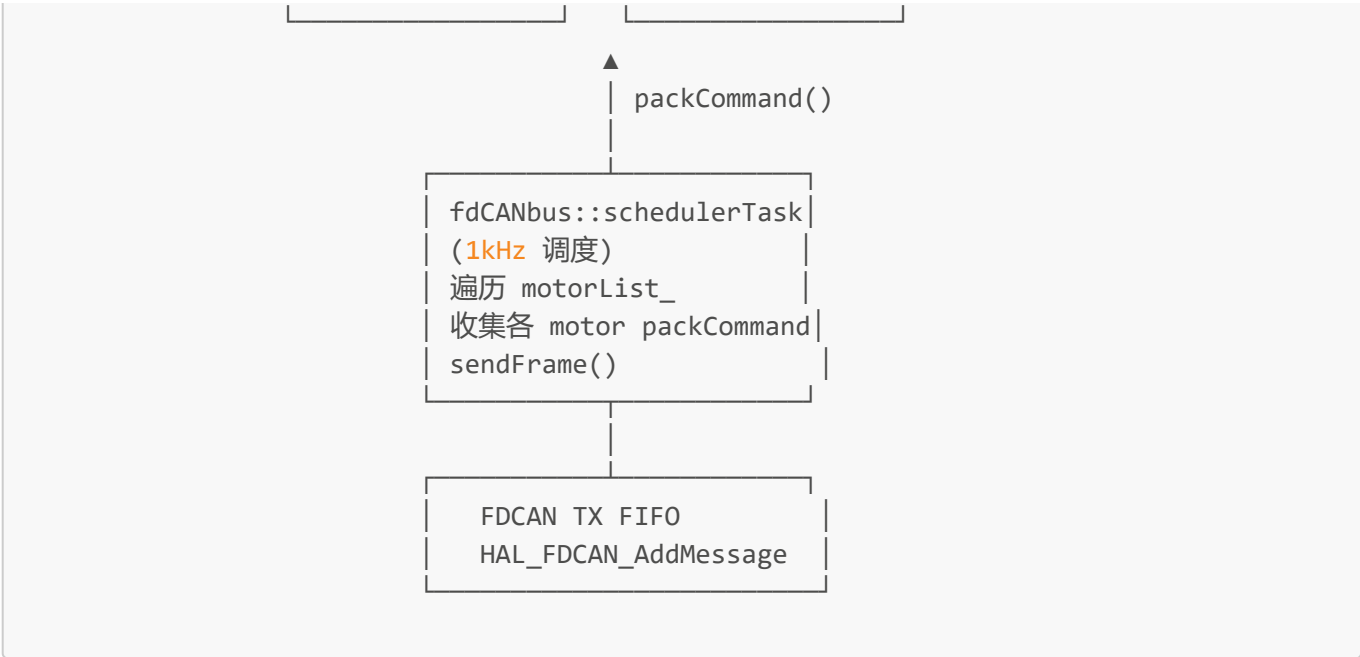 packCommand()
fdCANbus::schedulerTask
(1kHz 调度)
遍历 motorList_
收集各 motor packCommand
sendFrame()
FDCAN TX FIFO
HAL_FDCAN_AddMessage